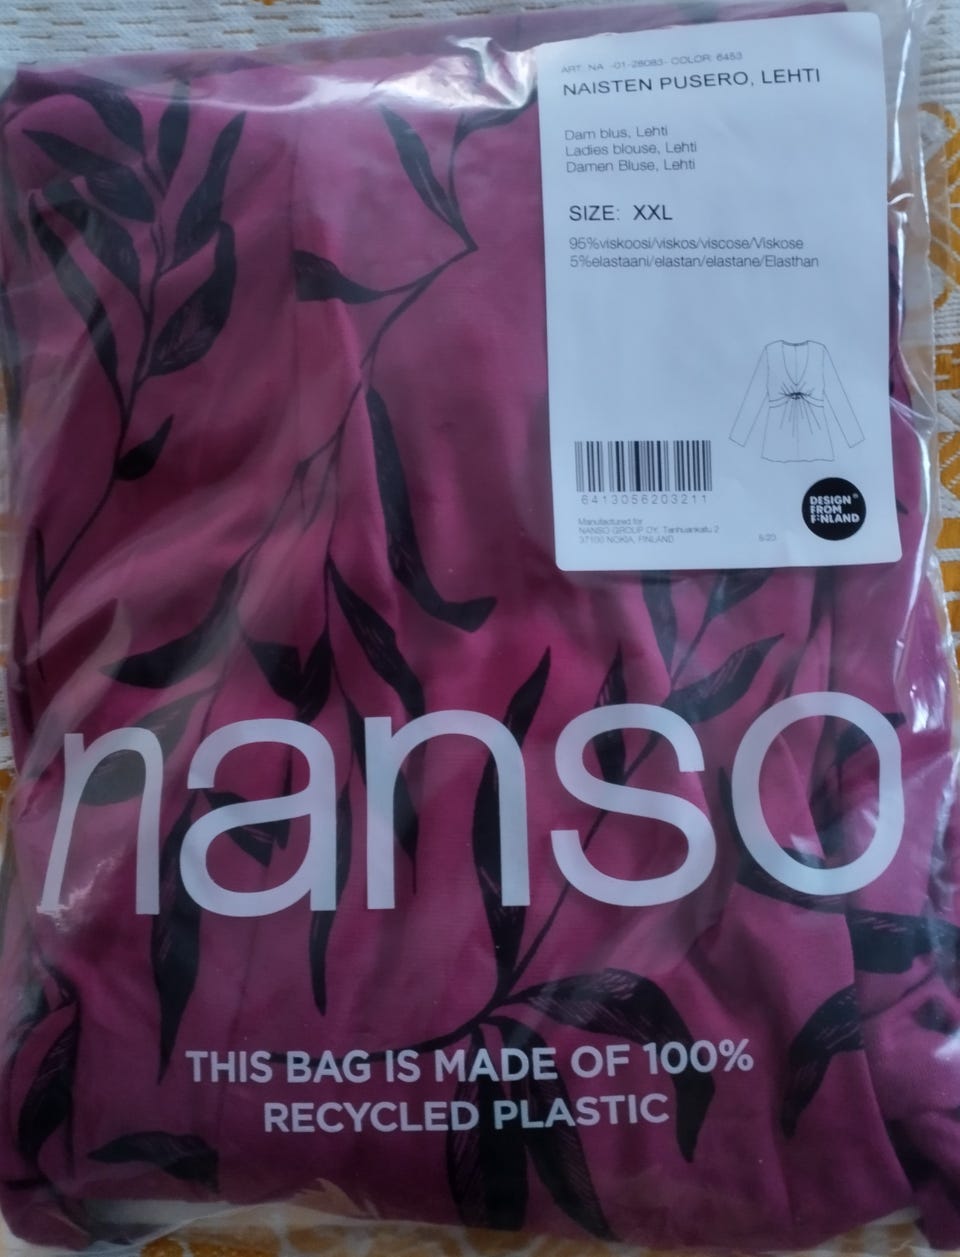 ART: NA -01-28083- COLOR: 6453
NAISTEN PUSERO, LEHTI
Dam blus, Lehti
Ladies blouse, Lehti
Damen Bluse, Lehti
SIZE: XXL
95%viskoosi/viskos/viscose/Viskose
5%elastaani/elastan/elastane/Elasthan
6413056203211
DESIGN®
FROM
FINLAND
Manufactured for
NANSO GROUP OY, Tanhuankatu 2
37100 NOKIA, FINLAND
8/20
nanso
THIS BAG IS MADE OF 100%
RECYCLED PLASTIC